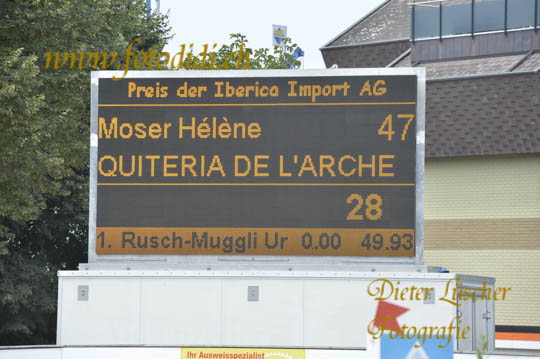 www.fotodidi.ch
Preis der Iberica Import AG
Moser Hélène 47
QUITERIA DE L'ARCHE
28
1. Rusch-Muggli Ur 0.00 49.93
Dieter Lüscher
Fotografie
Ihr Ausweisspezialist